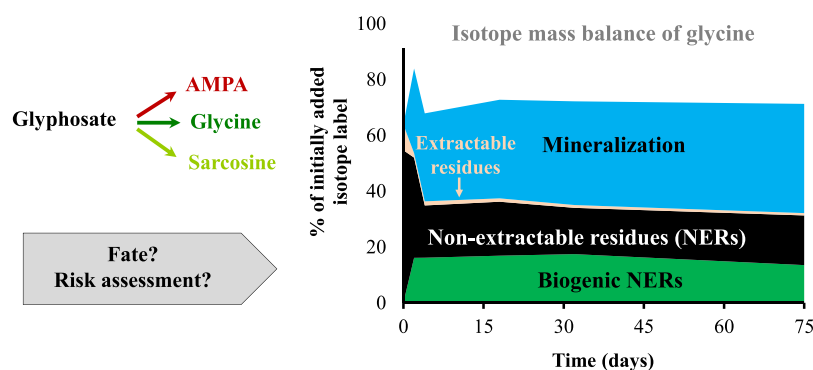 Glyphosate
AMPA
Glycine
Sarcosine
Fate?
Risk assessment?
Isotope mass balance of glycine
% of initially added
isotope label
100
80
60
40
20
0
Extractable
residues
Mineralization
Non-extractable residues (NERs)
Biogenic NERs
0
15
30
45
60
75
Time (days)